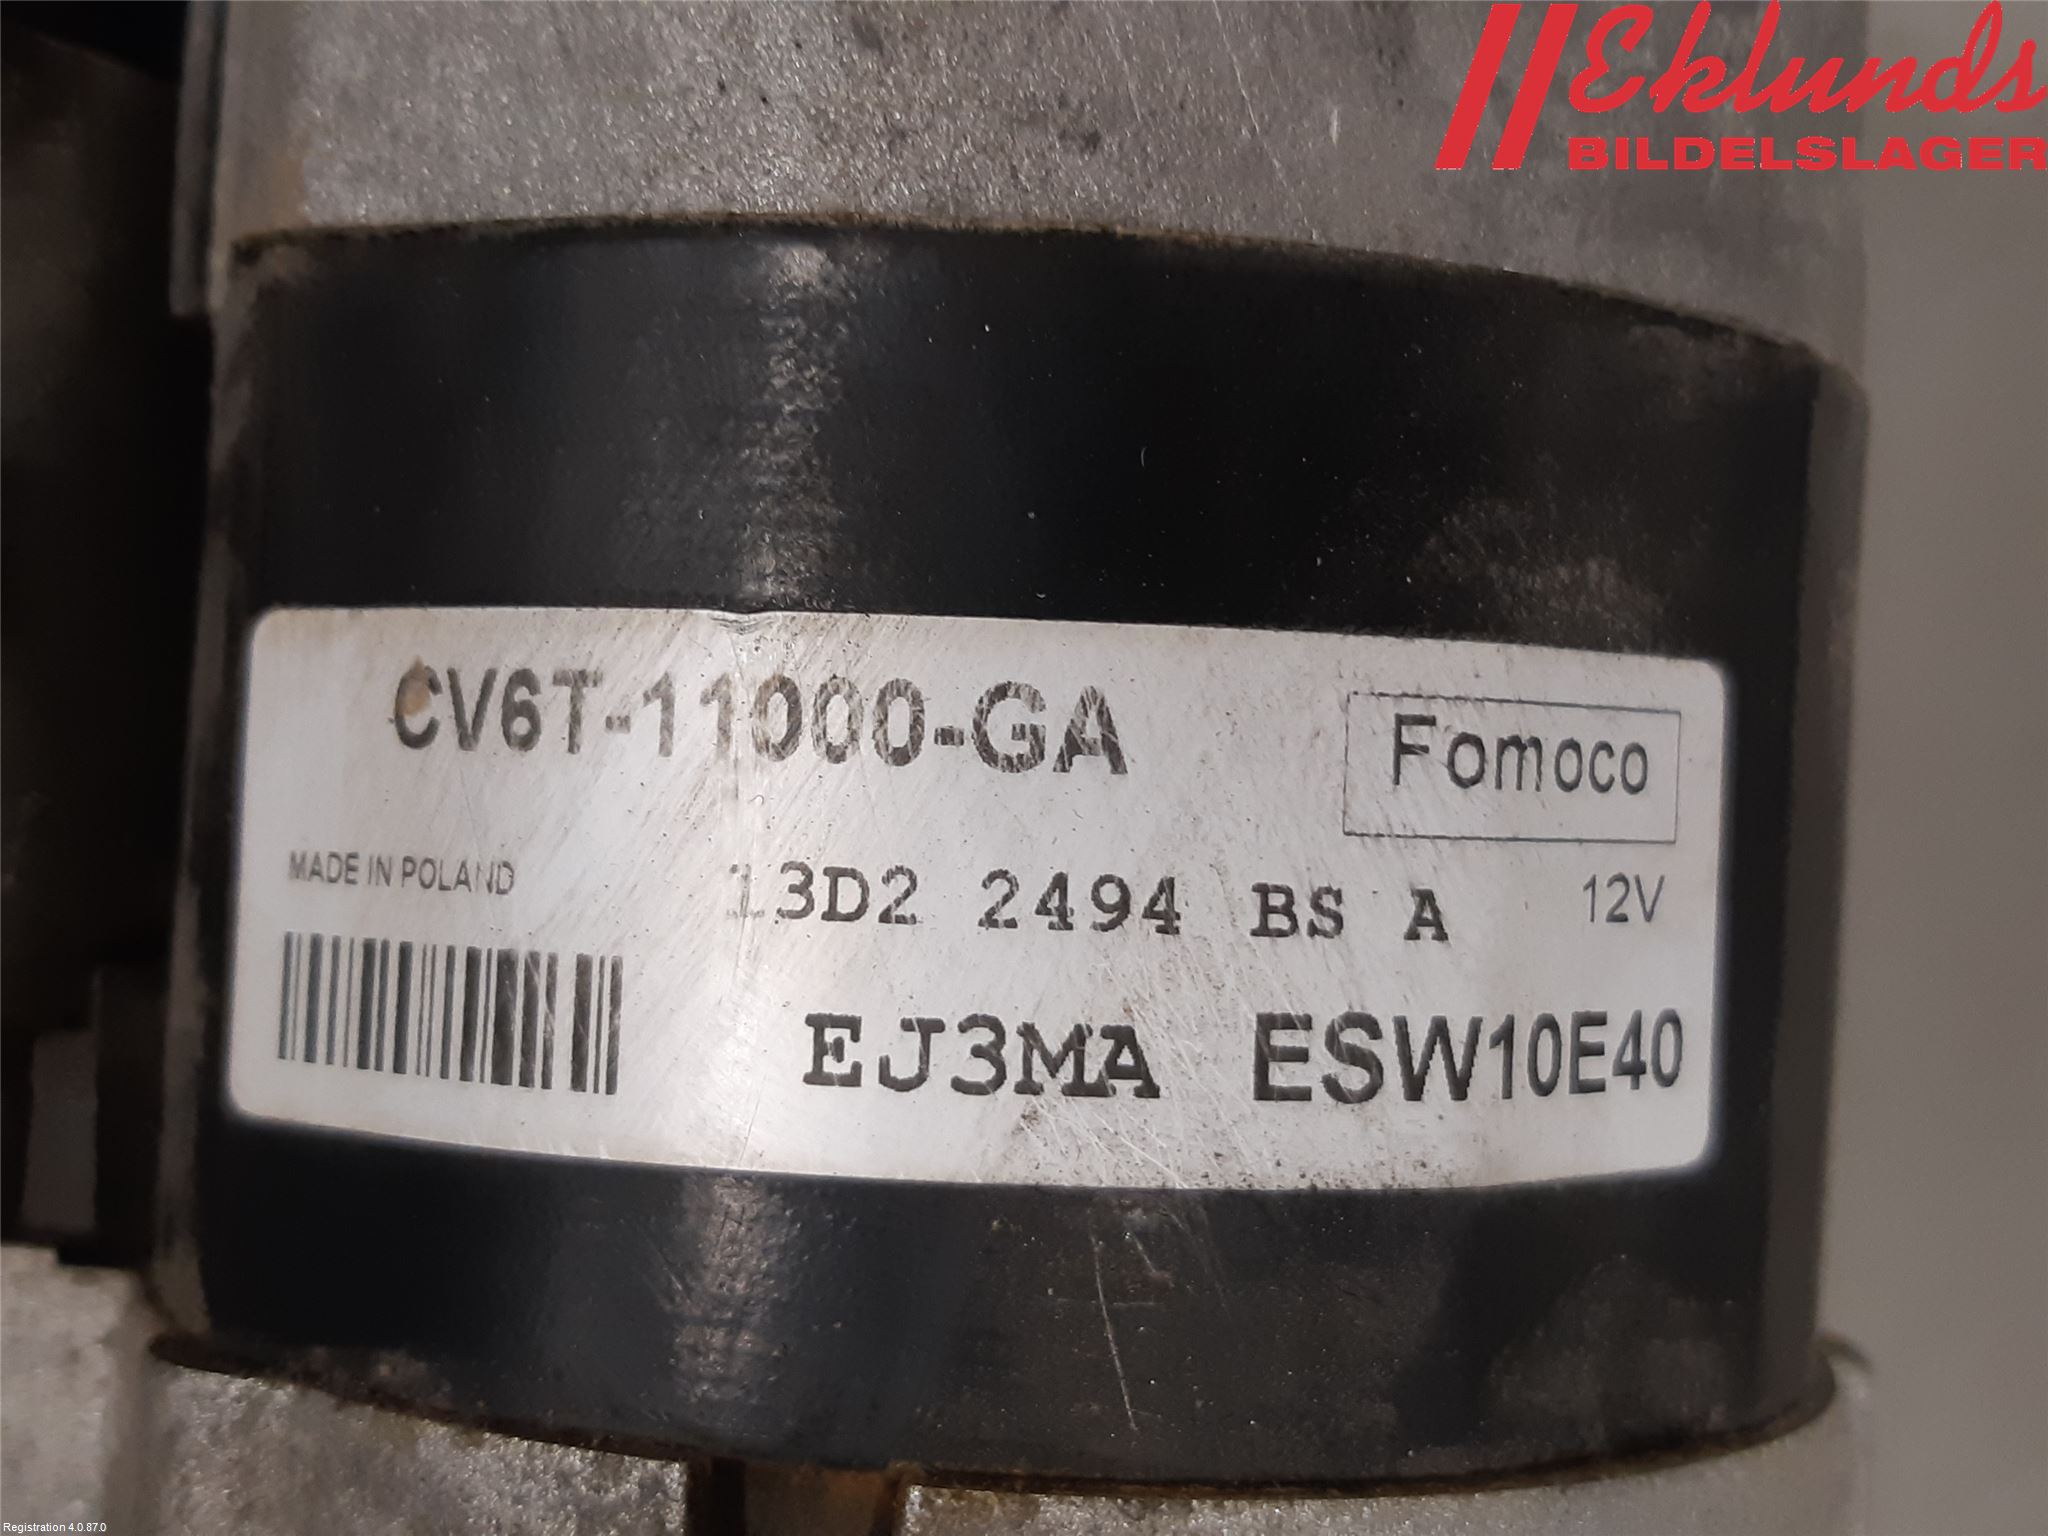 Eklunds
BILDELSLAGER
CV6T-11000-GA
Fomoco
MADE IN POLAND
13D2 2494 BS A
12V
EJ3MA ESW10E40
Registration 4.0.87.0